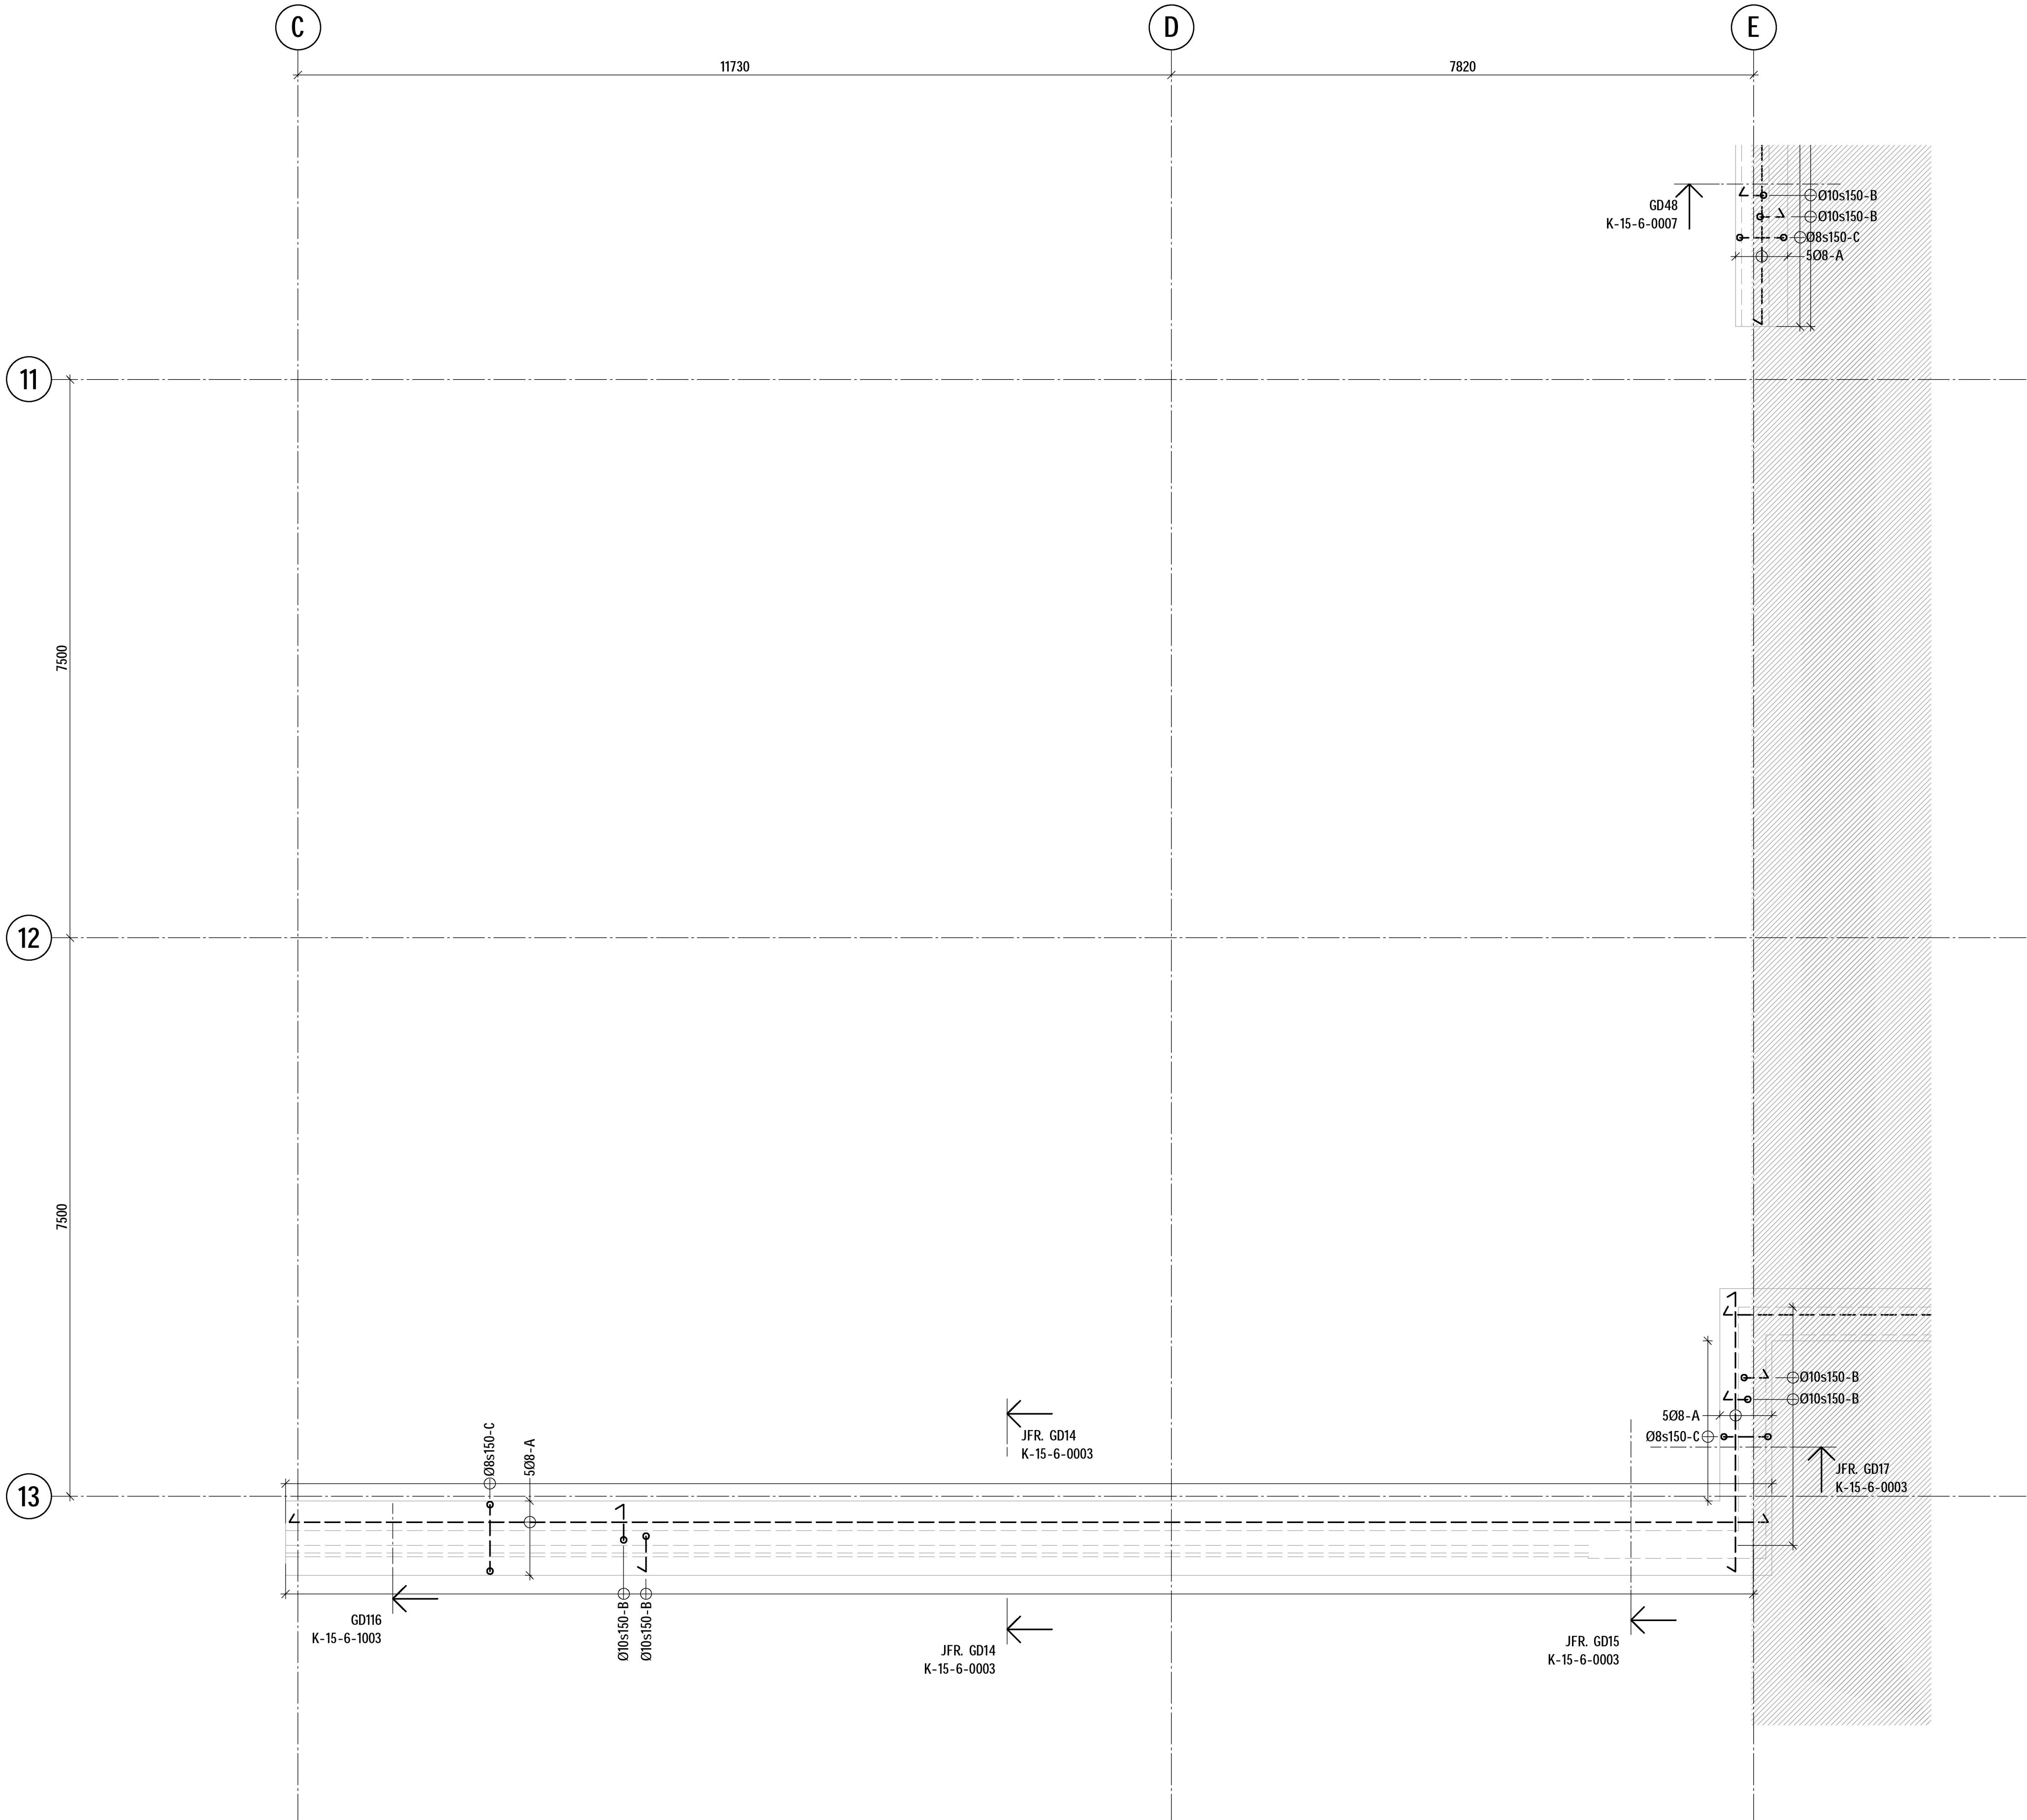 C
D
E
11730
7820
GD48
K-15-6-0007
Ø10s150-B
Ø10s150-B
Ø8s150-C
5Ø8-A
11
7500
12
7500
Ø10s150-B
Ø10s150-B
5Ø8-A
Ø8s150-C
JFR. GD17
K-15-6-0003
JFR. GD14
K-15-6-0003
Ø8s150-C
5Ø8-A
13
GD116
K-15-6-1003
Ø10s150-B
Ø10s150-B
JFR. GD14
K-15-6-0003
JFR. GD15
K-15-6-0003